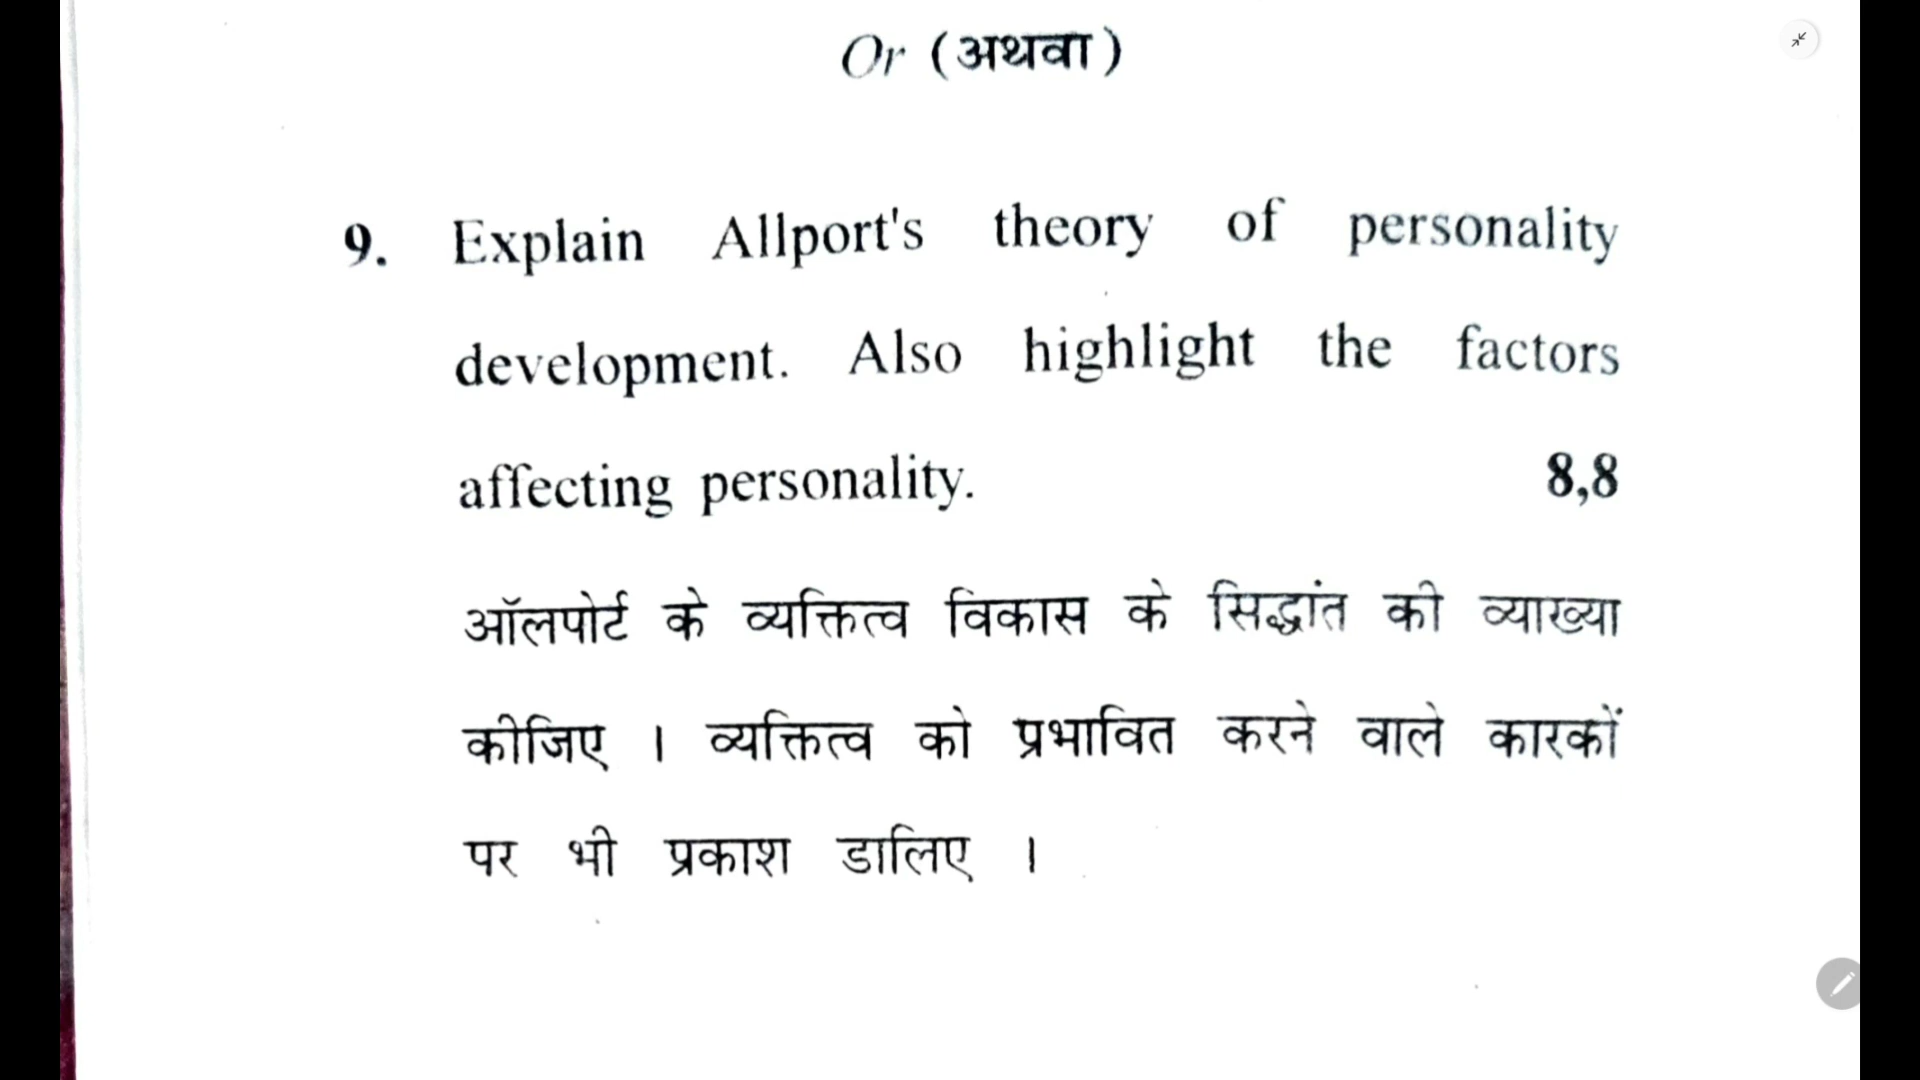 Or (अथवा)
9. Explain Allport's theory of personality
development. Also highlight the factors
affecting personality. 8,8
ऑलपोर्ट के व्यक्तित्व विकास के सिद्धांत की व्याख्या
कीजिए । व्यक्तित्व को प्रभावित करने वाले कारकों
पर भी प्रकाश डालिए ।